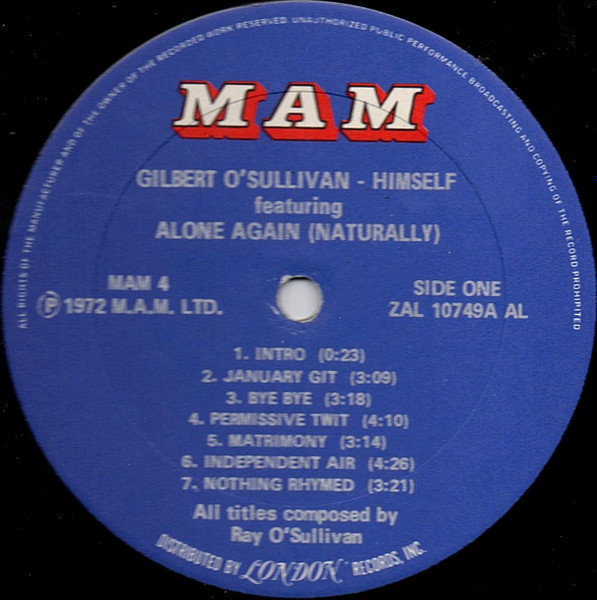 ALL RIGHTS OF THE MANUFACTURER AND OF THE OWNER OF THE RECORDED WORK RESERVED. UNAUTHORIZED PUBLIC PERFORMANCE, BROADCASTING AND COPYING OF THE RECORD PROHIBITED
MAM
GILBERT O'SULLIVAN - HIMSELF
featuring
ALONE AGAIN (NATURALLY)
MAM 4
℗ 1972 M.A.M. LTD.
SIDE ONE
ZAL 10749A AL
1. INTRO (0:23)
2. JANUARY GIT (3:09)
3. BYE BYE (3:18)
4. PERMISSIVE TWIT (4:10)
5. MATRIMONY (3:14)
6. INDEPENDENT AIR (4:26)
7. NOTHING RHYMED (3:21)
All titles composed by
Ray O'Sullivan
DISTRIBUTED BY LONDON RECORDS, INC.